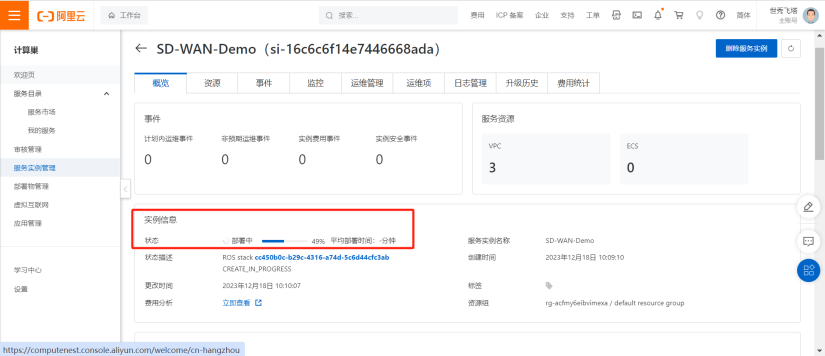 阿里云 工作台 搜索... 费用 ICP 备案 企业 支持 工单 简体 主账号
计算巢
欢迎页
服务目录
服务市场
我的服务
审核管理
服务实例管理
部署物管理
虚拟互联网
应用管理
学习中心
设置
SD-WAN-Demo（si-16c6c6f14e7446668ada）
删除服务实例
概览 资源 事件 监控 运维管理 运维项 日志管理 升级历史 费用统计
事件
计划内运维事件 非预期运维事件 实例费用事件 实例安全事件
0 0 0 0
服务资源
VPC ECS
3 0
实例信息
状态 部署中 49% 平均部署时间：-分钟
服务实例名称 SD-WAN-Demo
状态描述 ROS stack cc450b0c-b29c-4316-a74d-5c6d44cfc3ab
CREATE_IN_PROGRESS
创建时间 2023年12月18日 10:09:10
更改时间 2023年12月18日 10:10:07
标签
费用分析 立即查看
资源组 rg-acfmy6eibvimexa / default resource group
https://computenest.console.aliyun.com/welcome/cn-hangzhou